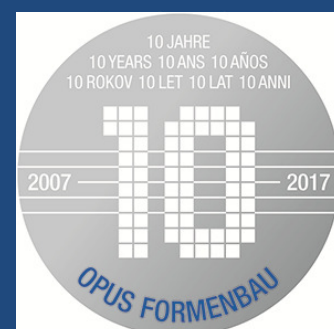 10 JAHRE
10 YEARS 10 ANS 10 AÑOS
10 ROKOV 10 LET 10 LAT 10 ANNI
10
2007 2017
OPUS FORMENBAU